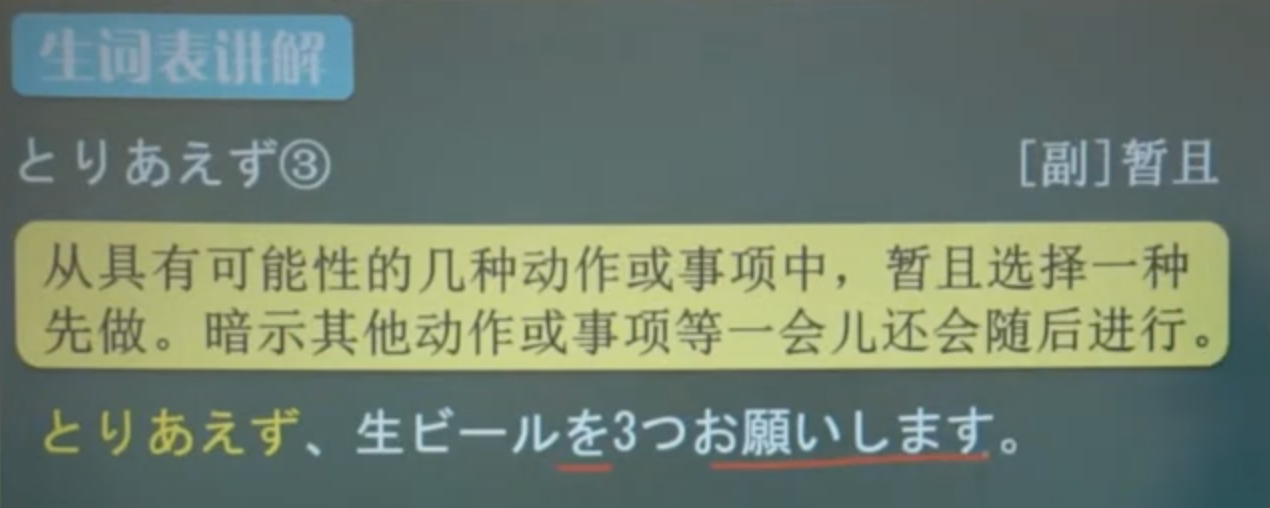 生词表讲解
とりあえず③ [副]暂且
从具有可能性的几种动作或事项中，暂且选择一种
先做。暗示其他动作或事项等一会儿还会随后进行。
とりあえず、生ビールを3つお願いします。